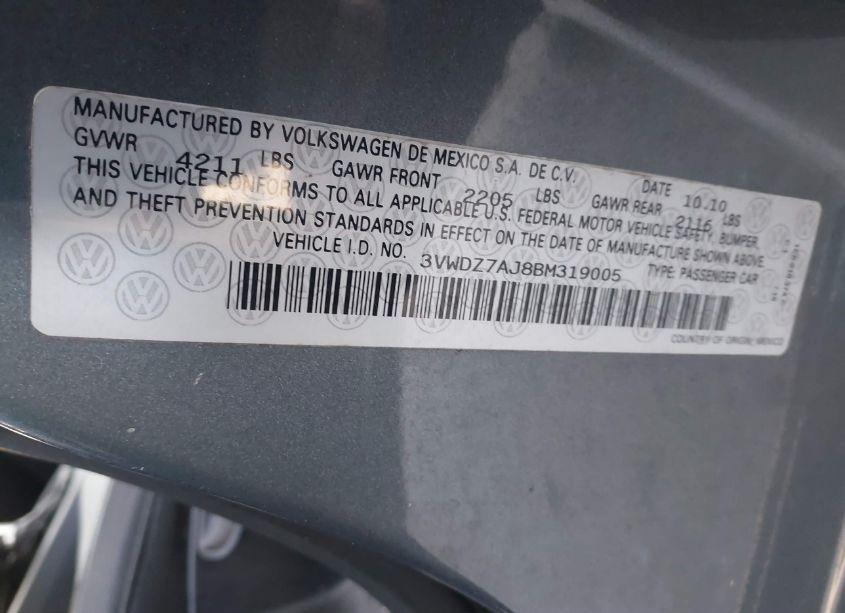 MANUFACTURED BY VOLKSWAGEN DE MEXICO S.A. DE C.V. DATE 10.10
GVWR 4211 LBS GAWR FRONT 2205 LBS GAWR REAR 2116 LBS
THIS VEHICLE CONFORMS TO ALL APPLICABLE U.S. FEDERAL MOTOR VEHICLE SAFETY, BUMPER,
AND THEFT PREVENTION STANDARDS IN EFFECT ON THE DATE OF MANUFACTURE SHOWN ABOVE.
VEHICLE I.D. NO. 3VWDZ7AJ8BM319005 TYPE: PASSENGER CAR
COUNTRY OF ORIGIN: MEXICO